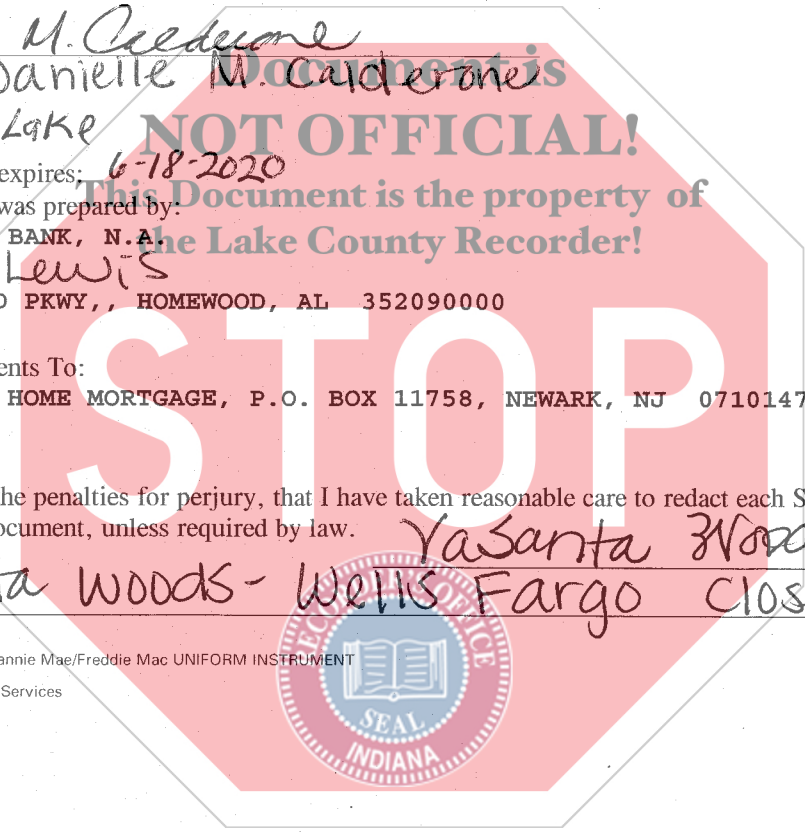 M. Calderone
Danielle M. Calderone
Document is
Lake
NOT OFFICIAL!
expires: 6-18-2020
This Document is the property of
was prepared by:
BANK, N.A.
the Lake County Recorder!
Lewis
PKWY,, HOMEWOOD, AL 352090000
STOP
ents To:
HOME MORTGAGE, P.O. BOX 11758, NEWARK, NJ 0710147
he penalties for perjury, that I have taken reasonable care to redact each S
ocument, unless required by law.
YaSanta Wood
a Woods- Wells Fargo Clos
RECORDER'S OFFICE
SEAL
INDIANA
annie Mae/Freddie Mac UNIFORM INSTRUMENT
Services